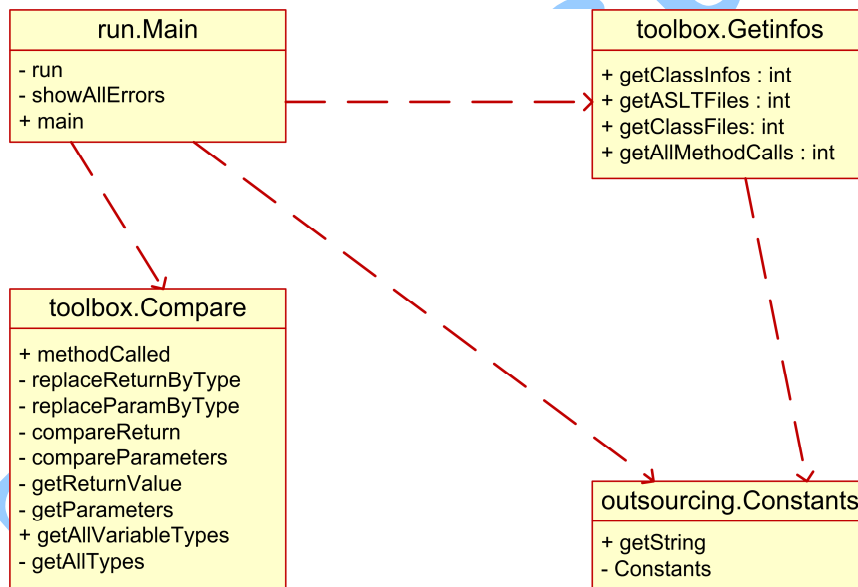 run.Main
- run
- showAllErrors
+ main
toolbox.Getinfos
+ getClassInfos : int
+ getASLTFiles : int
+ getClassFiles: int
+ getAllMethodCalls : int
toolbox.Compare
+ methodCalled
- replaceReturnByType
- replaceParamByType
- compareReturn
- compareParameters
- getReturnValue
- getParameters
+ getAllVariableTypes
- getAllTypes
outsourcing.Constants
+ getString
- Constants